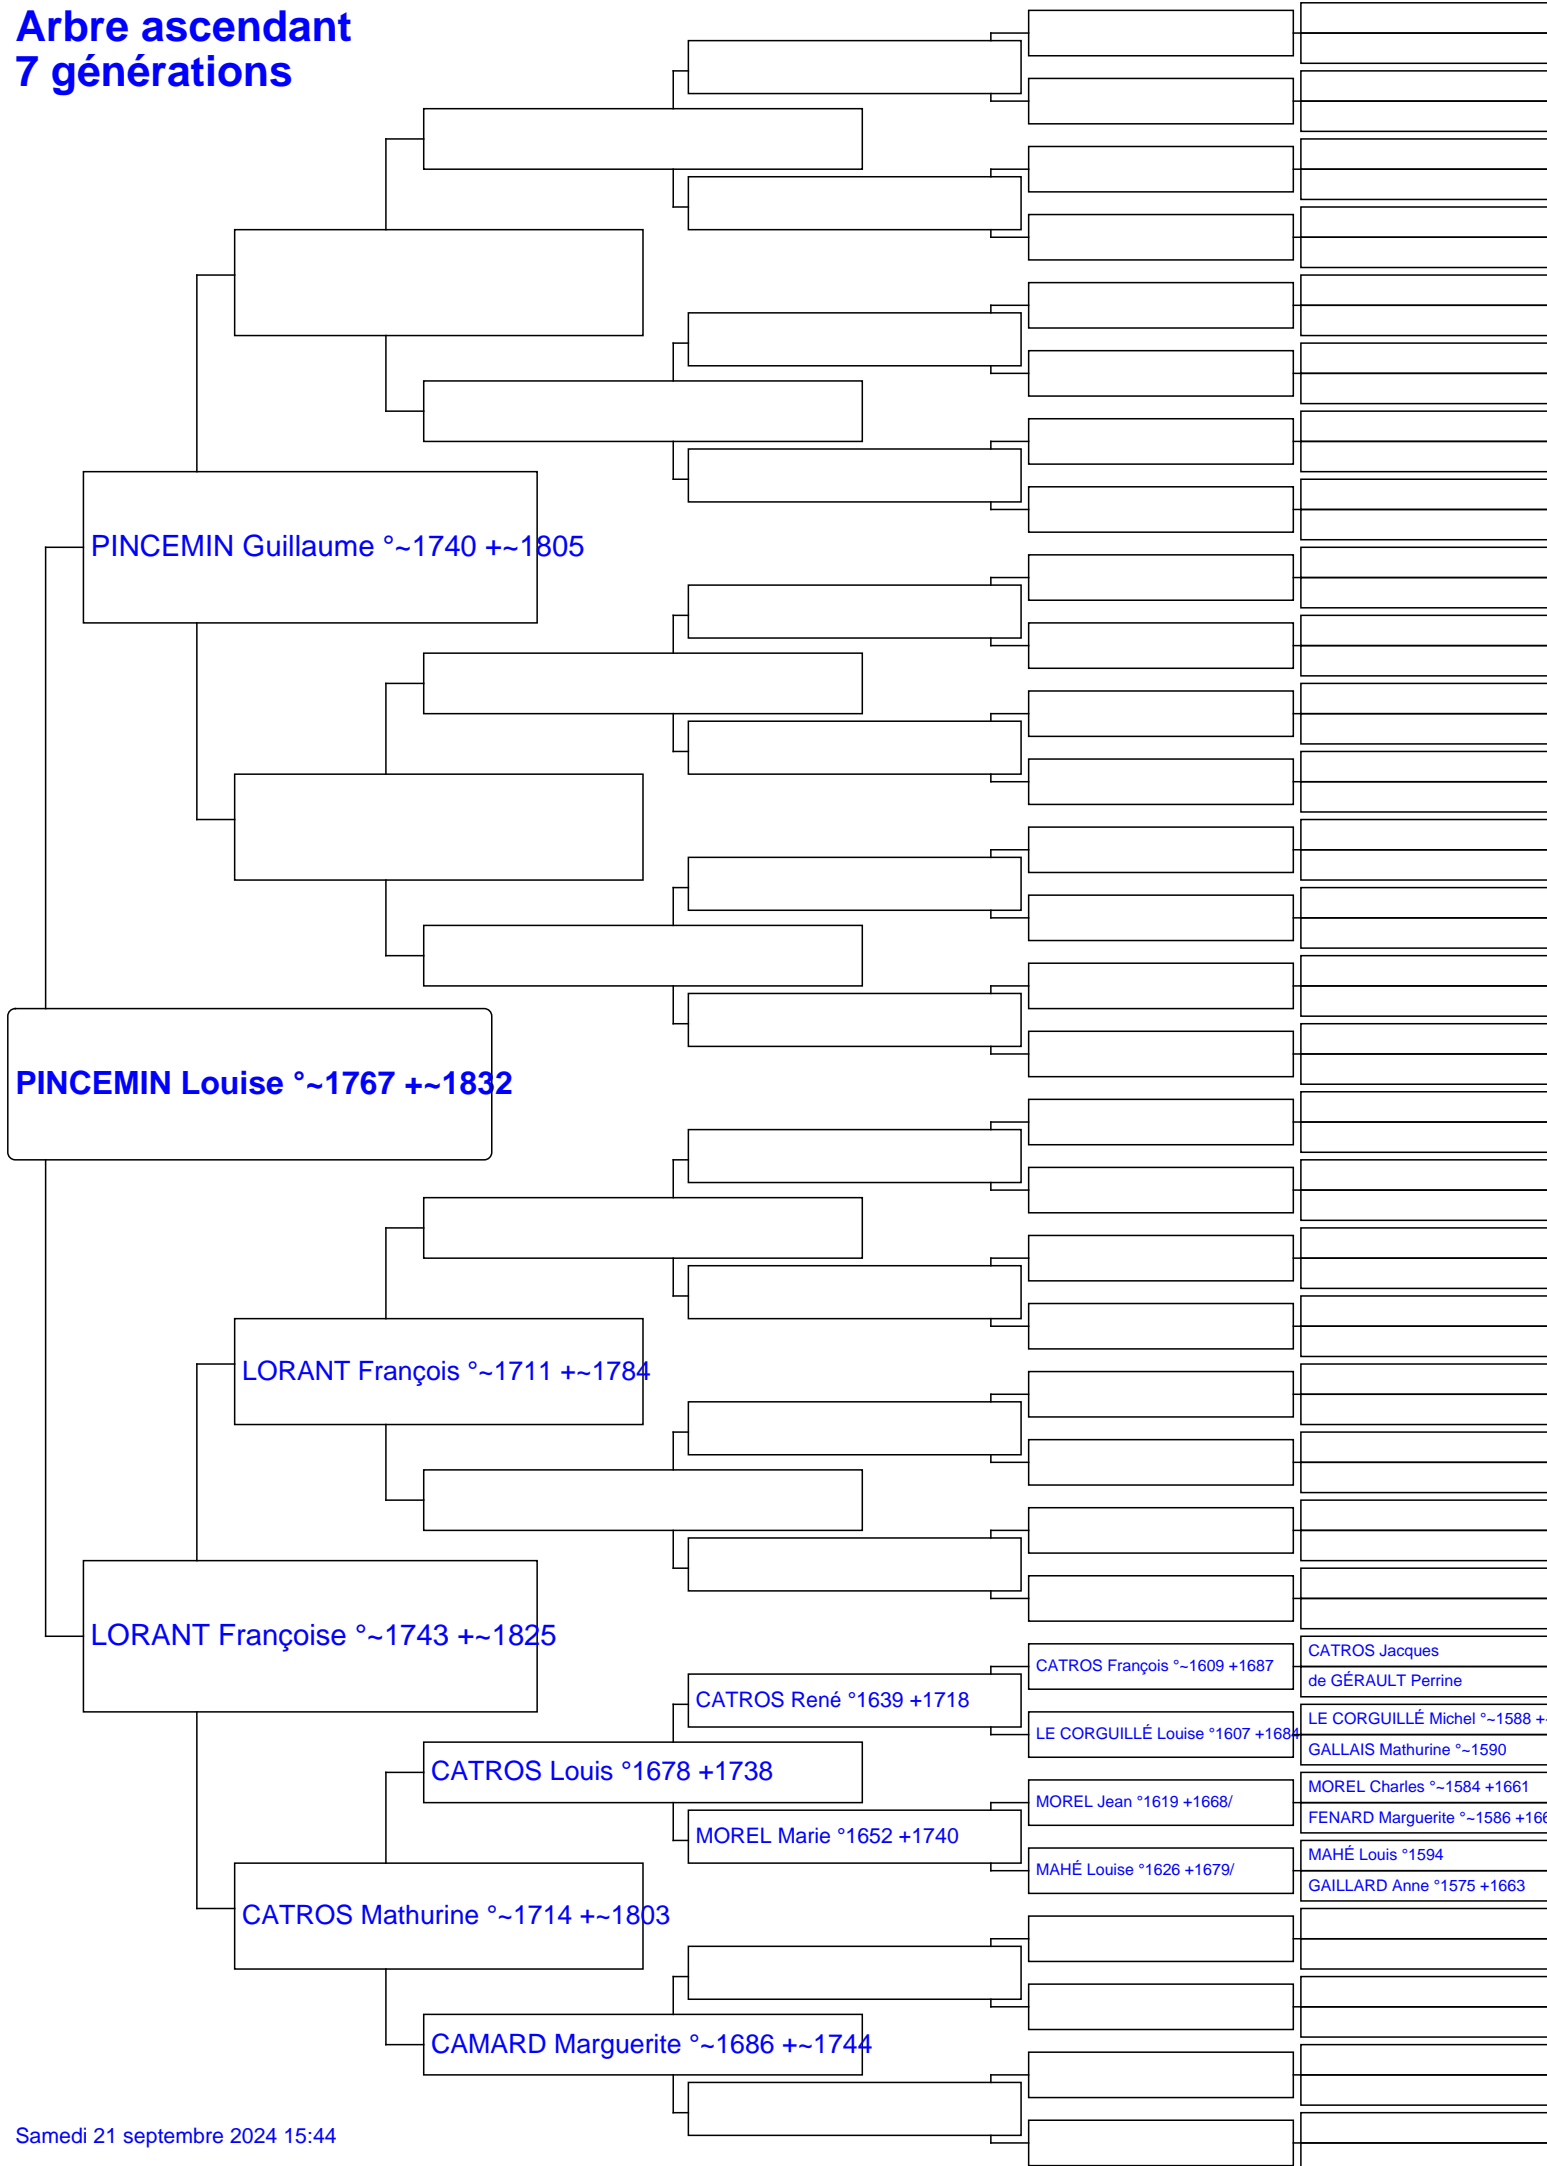 Arbre ascendant
7 générations
PINCEMIN Guillaume °~1740 +~1805
PINCEMIN Louise °~1767 +~1832
LORANT François °~1711 +~1784
LORANT Françoise °~1743 +~1825
CATROS Jacques
CATROS François °~1609 +1687
de GÉRAULT Perrine
CATROS René °1639 +1718
LE CORGUILLÉ Michel °~1588 +
LE CORGUILLÉ Louise °1607 +1684
GALLAIS Mathurine °~1590
CATROS Louis °1678 +1738
MOREL Charles °~1584 +1661
MOREL Jean °1619 +1668/
FENARD Marguerite °~1586 +166
MOREL Marie °1652 +1740
MAHÉ Louis °1594
MAHÉ Louise °1626 +1679/
GAILLARD Anne °1575 +1663
CATROS Mathurine °~1714 +~1803
CAMARD Marguerite °~1686 +~1744
Samedi 21 septembre 2024 15:44